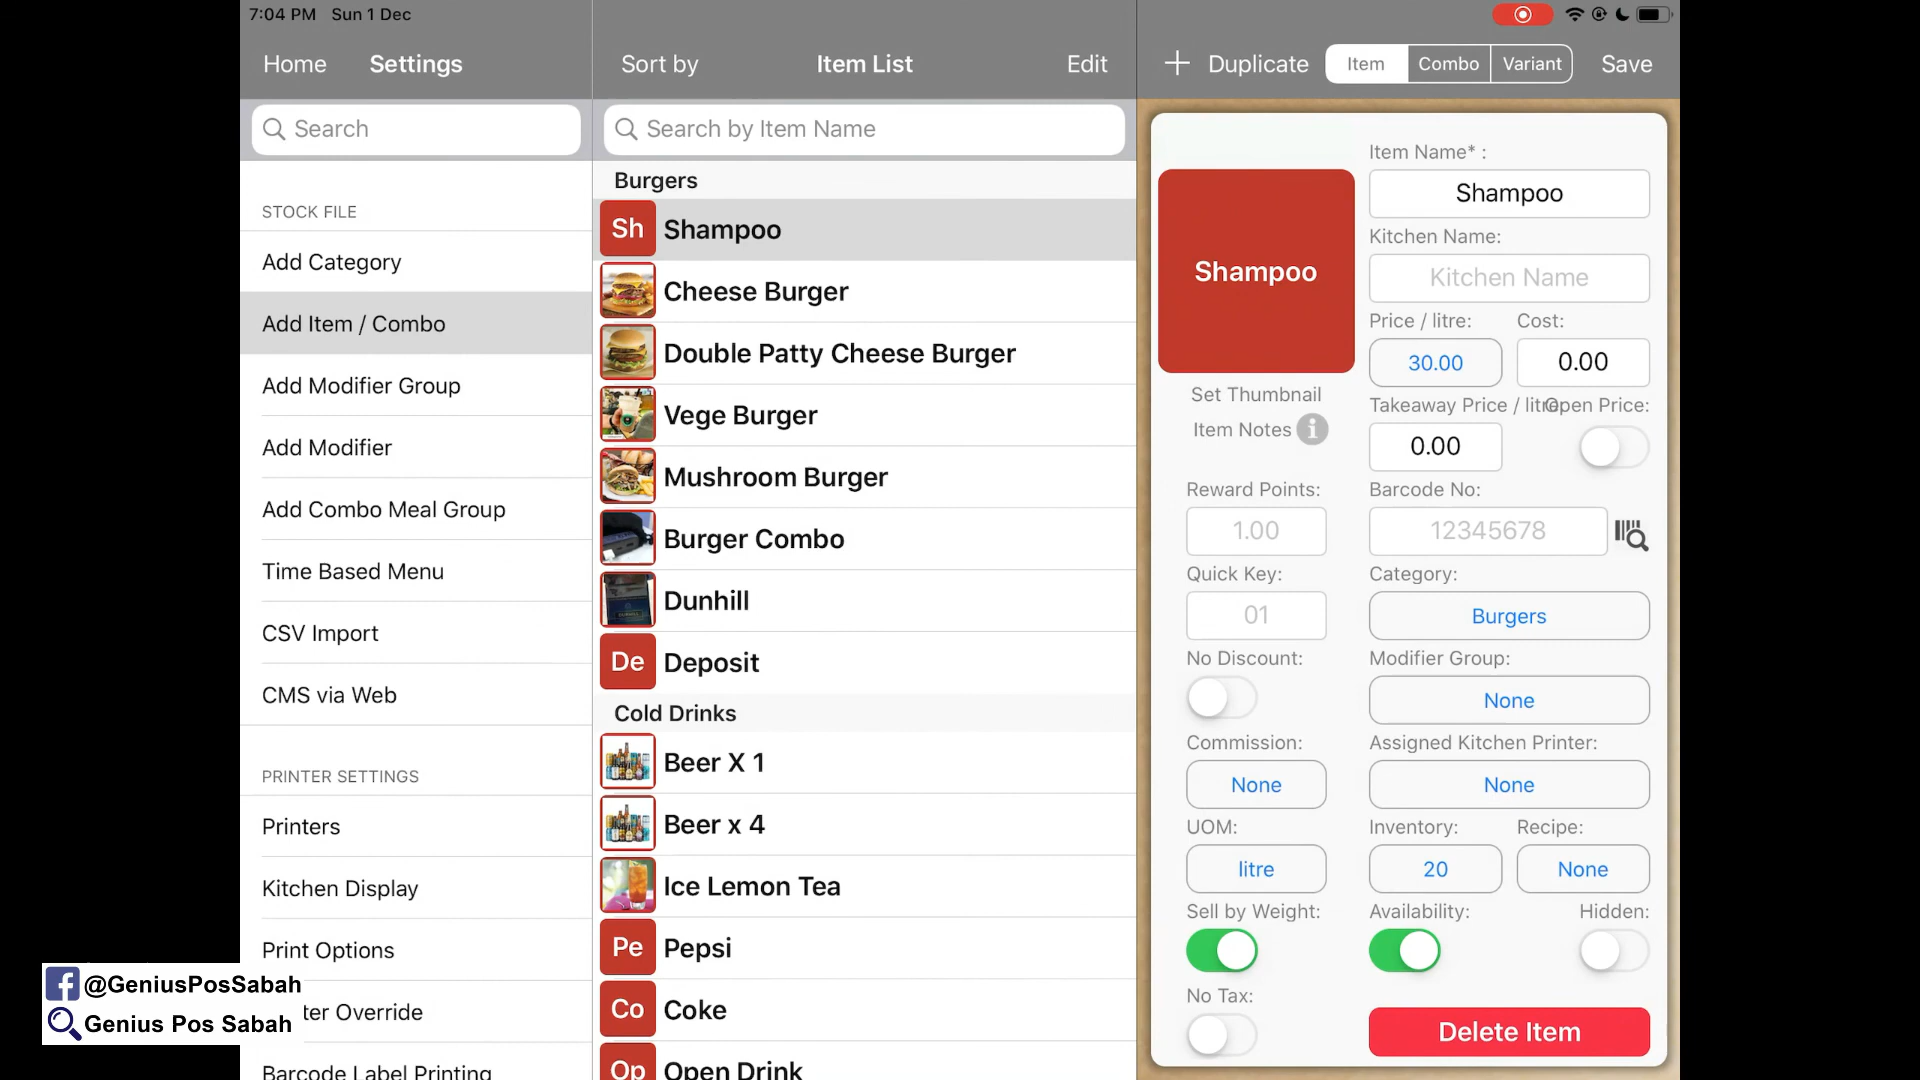 7:04 PM Sun 1 Dec
Home
Settings
Search
STOCK FILE
Add Category
Add Item / Combo
Add Modifier Group
Add Modifier
Add Combo Meal Group
Time Based Menu
CSV Import
CMS via Web
PRINTER SETTINGS
Printers
Kitchen Display
Print Options
ter Override
Barcode Label Printing
@GeniusPosSabah
Genius Pos Sabah
Sort by
Item List
Edit
Search by Item Name
Burgers
Sh Shampoo
Cheese Burger
Double Patty Cheese Burger
Vege Burger
Mushroom Burger
Burger Combo
Dunhill
De Deposit
Cold Drinks
Beer X 1
Beer x 4
Ice Lemon Tea
Pe Pepsi
Co Coke
Op Open Drink
Duplicate
Item Combo Variant
Save
Shampoo
Set Thumbnail
Item Notes
Item Name* :
Shampoo
Kitchen Name:
Kitchen Name
Price / litre: Cost:
30.00 0.00
Takeaway Price / litre Open Price:
0.00
Reward Points: Barcode No:
1.00 12345678
Quick Key: Category:
01 Burgers
No Discount: Modifier Group:
None
Commission: Assigned Kitchen Printer:
None None
UOM: Inventory: Recipe:
litre 20 None
Sell by Weight: Availability: Hidden:
No Tax:
Delete Item